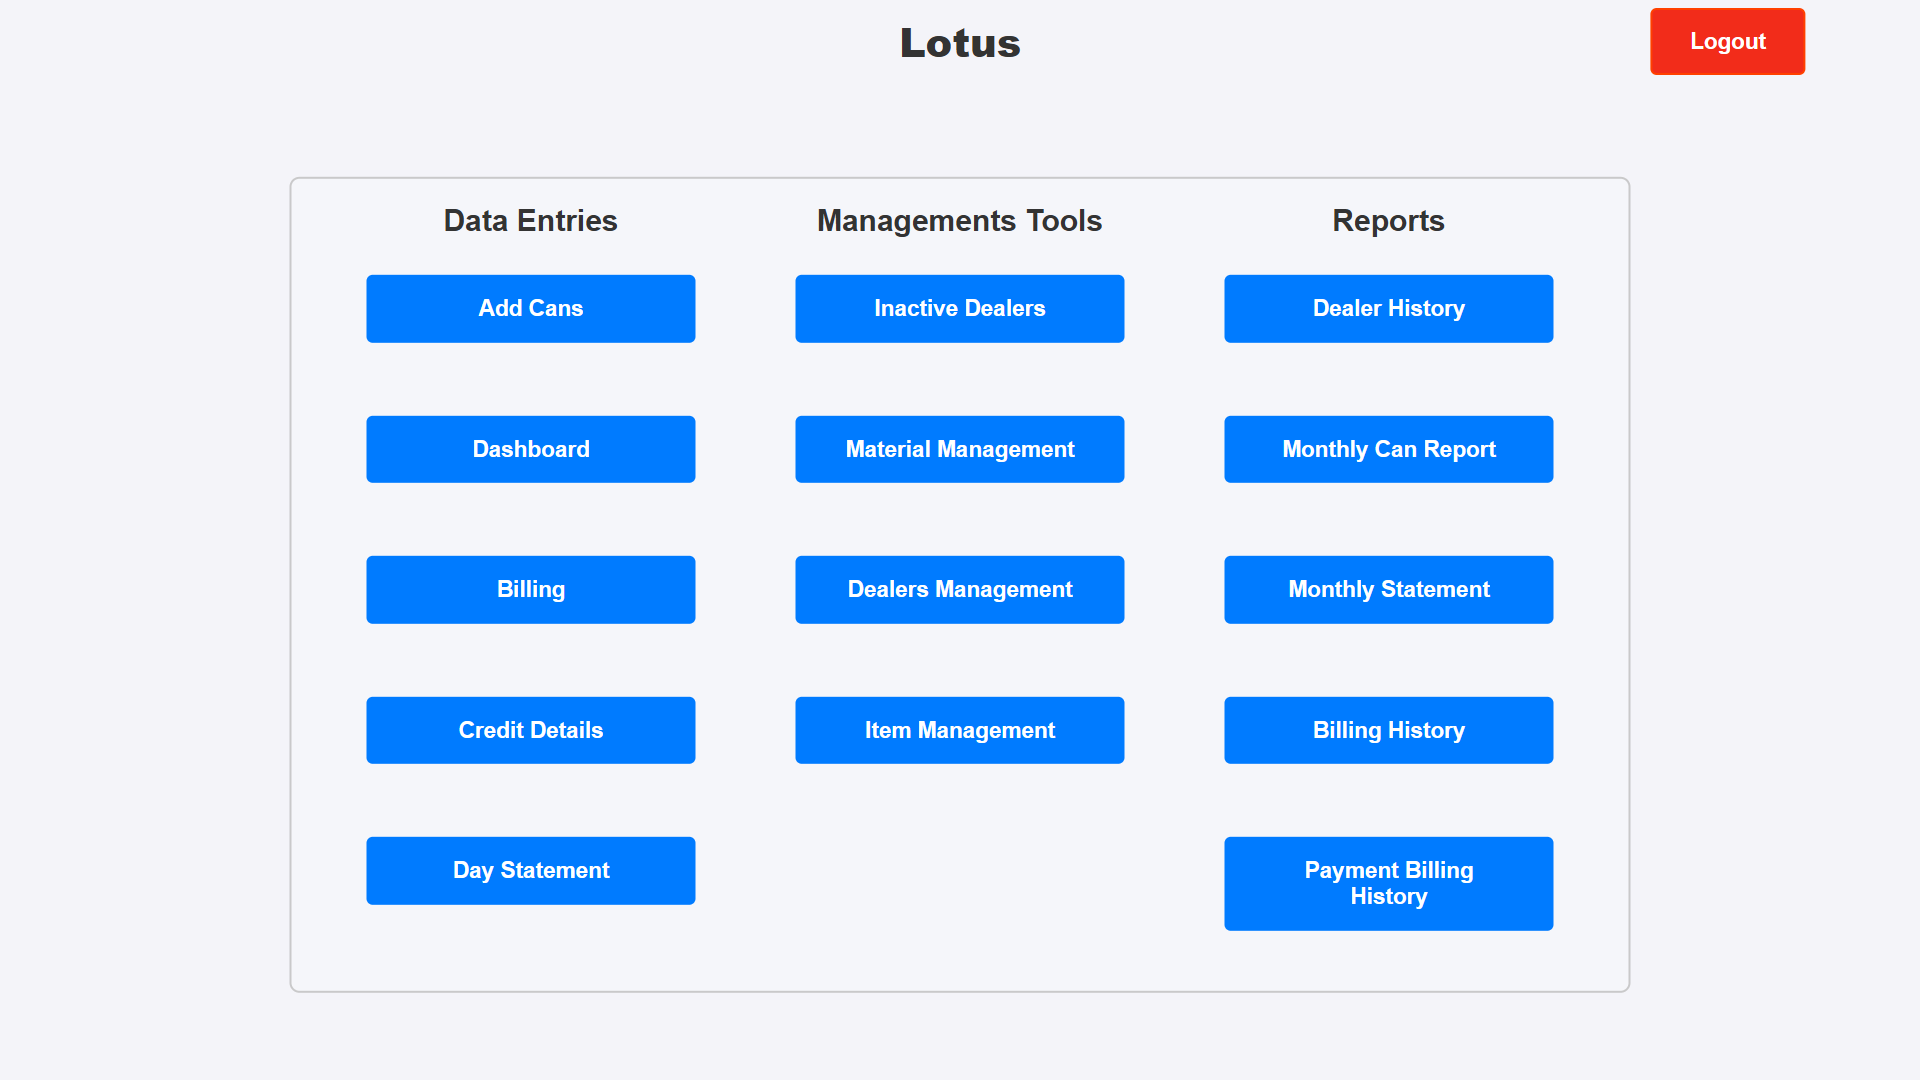 Lotus
Logout
Data Entries
Add Cans
Dashboard
Billing
Credit Details
Day Statement
Managements Tools
Inactive Dealers
Material Management
Dealers Management
Item Management
Reports
Dealer History
Monthly Can Report
Monthly Statement
Billing History
Payment Billing
History